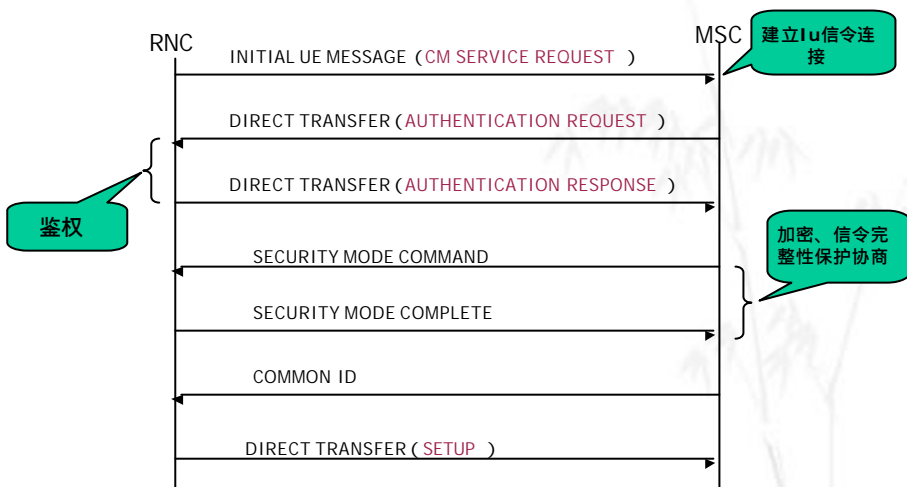 RNC
MSC
建立Iu信令连
接
INITIAL UE MESSAGE (CM SERVICE REQUEST )
DIRECT TRANSFER (AUTHENTICATION REQUEST )
DIRECT TRANSFER (AUTHENTICATION RESPONSE )
鉴权
加密、信令完
整性保护协商
SECURITY MODE COMMAND
SECURITY MODE COMPLETE
COMMON ID
DIRECT TRANSFER (SETUP )